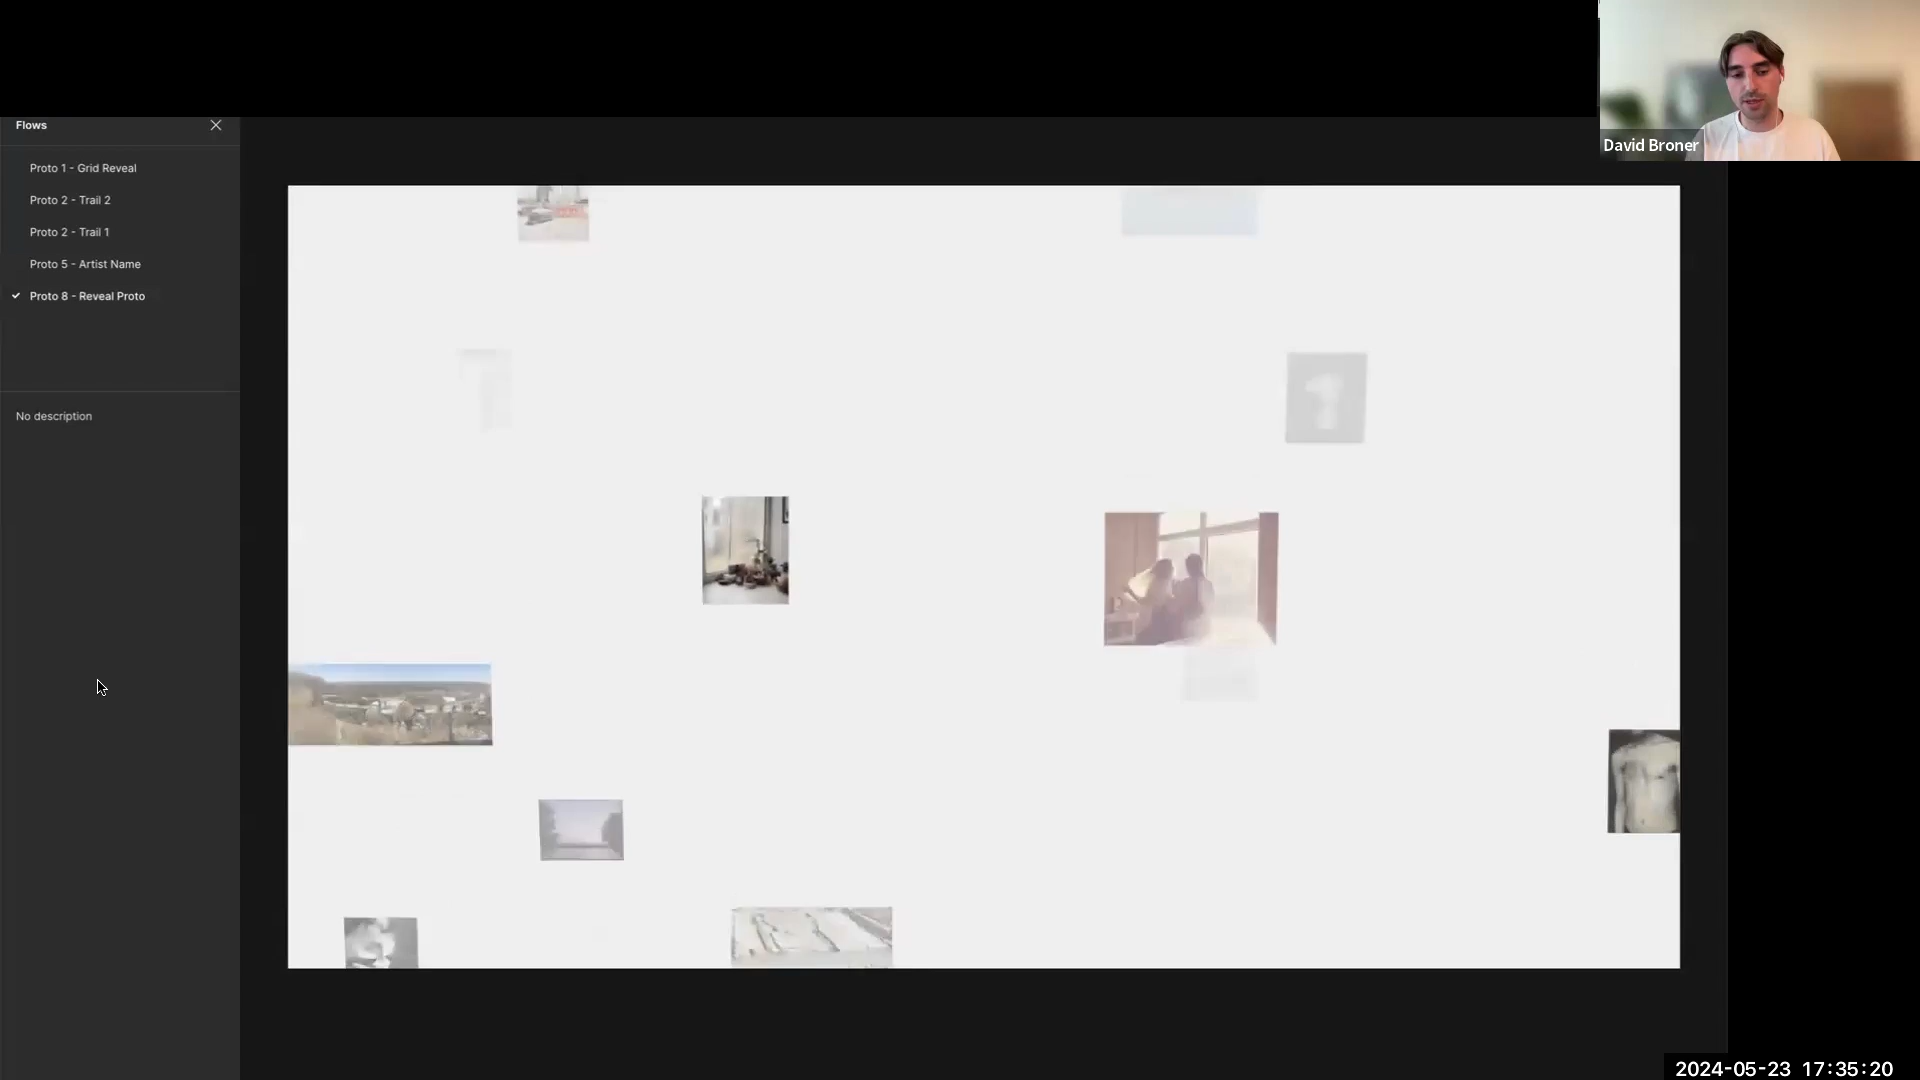 Flows
Proto 1 - Grid Reveal
Proto 2 - Trail 2
Proto 2 - Trail 1
Proto 5 - Artist Name
Proto 8 - Reveal Proto
No description
David Broner
2024-05-23 17:35:20